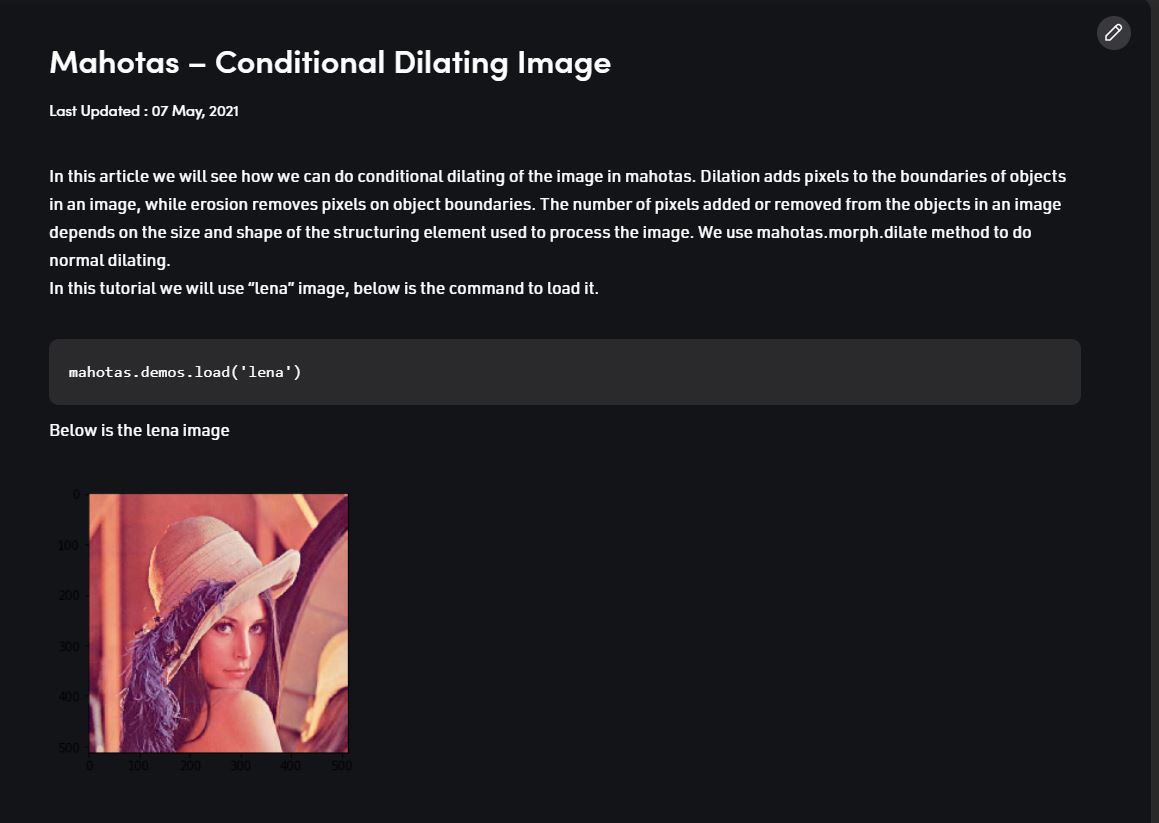 Mahotas – Conditional Dilating Image
Last Updated : 07 May, 2021
In this article we will see how we can do conditional dilating of the image in mahotas. Dilation adds pixels to the boundaries of objects
in an image, while erosion removes pixels on object boundaries. The number of pixels added or removed from the objects in an image
depends on the size and shape of the structuring element used to process the image. We use mahotas.morph.dilate method to do
normal dilating.
In this tutorial we will use “lena” image, below is the command to load it.
mahotas.demos.load('lena')
Below is the lena image
0
100
200
300
400
500
0 100 200 300 400 500